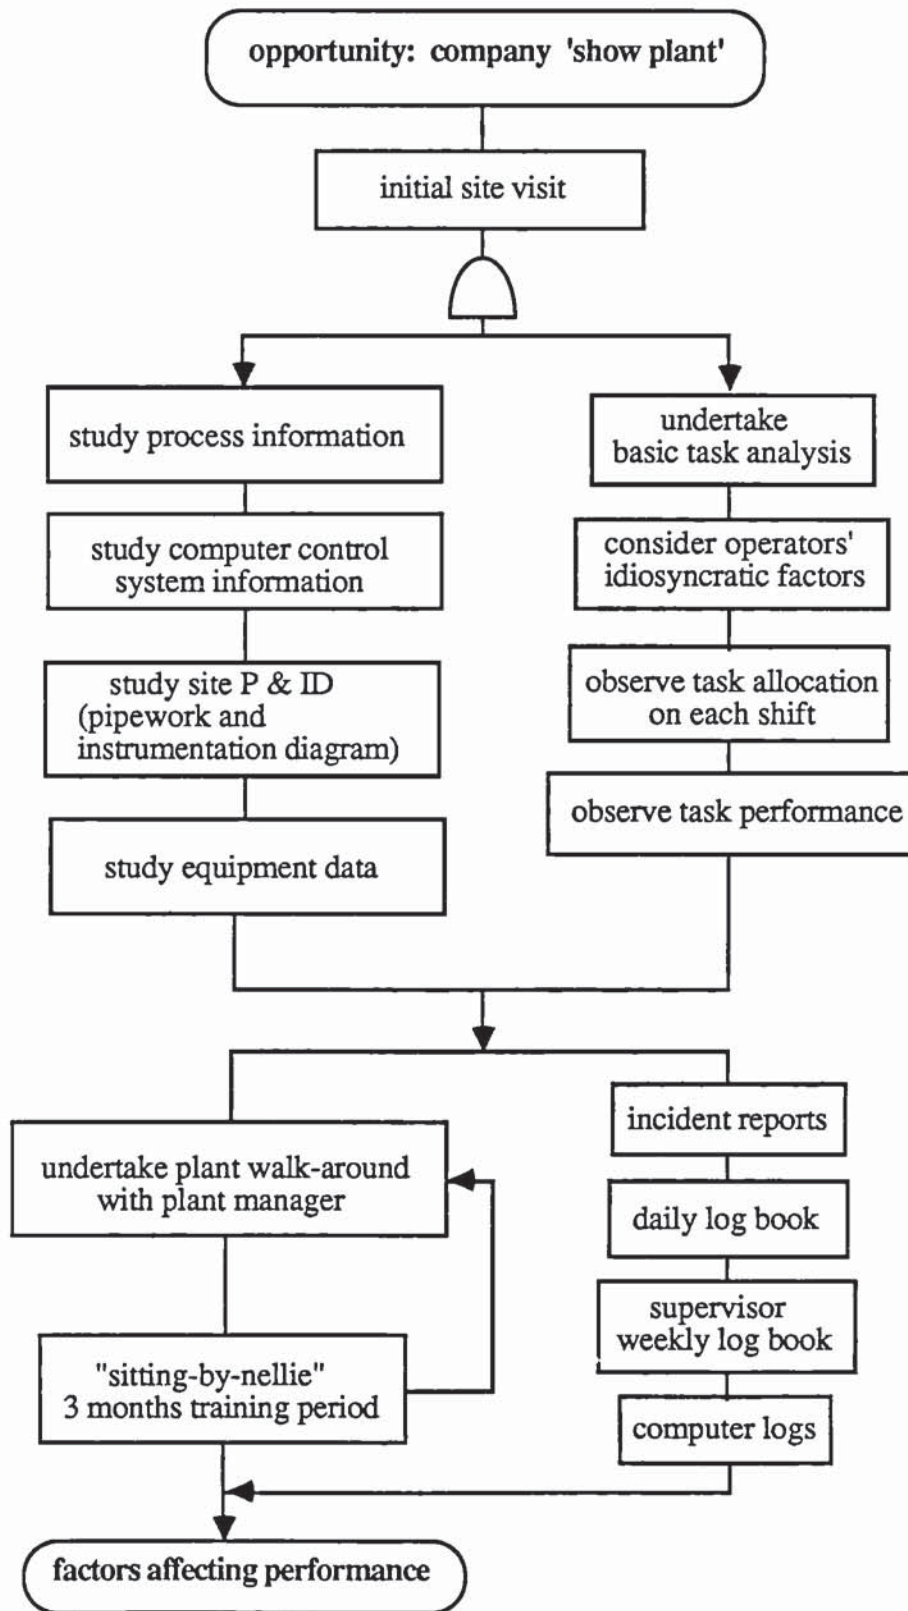 opportunity: company 'show plant'
initial site visit
study process information
study computer control
system information
study site P & ID
(pipework and
instrumentation diagram)
study equipment data
undertake
basic task analysis
consider operators'
idiosyncratic factors
observe task allocation
on each shift
observe task performance
undertake plant walk-around
with plant manager
"sitting-by-nellie"
3 months training period
incident reports
daily log book
supervisor
weekly log book
computer logs
factors affecting performance